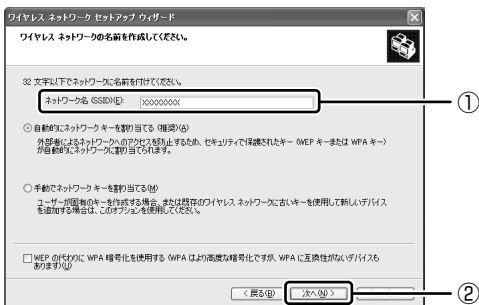 ワイヤレス ネットワーク セットアップ ウィザード
ワイヤレス ネットワークの名前を作成してください。
32 文字以下でネットワークに名前を付けてください。
ネットワーク名 (SSID)(E): XXXXXXXX
①
自動的にネットワーク キーを割り当てる (推奨)(A)
外部者によるネットワークへのアクセスを防止するため、セキュリティで保護されたキー (WEP キーまたは WPA キー)
が自動的にネットワークに割り当てられます。
手動でネットワーク キーを割り当てる(M)
ユーザーが固有のキーを作成する場合、または既存のワイヤレス ネットワークに古いキーを使用して新しいデバイス
を追加する場合は、このオプションを使用してください。
WEP の代わりに WPA 暗号化を使用する (WPA はより高度な暗号化ですが、WPA に互換性がないデバイスも
あります)(U)
< 戻る(B)
次へ(N) >
②